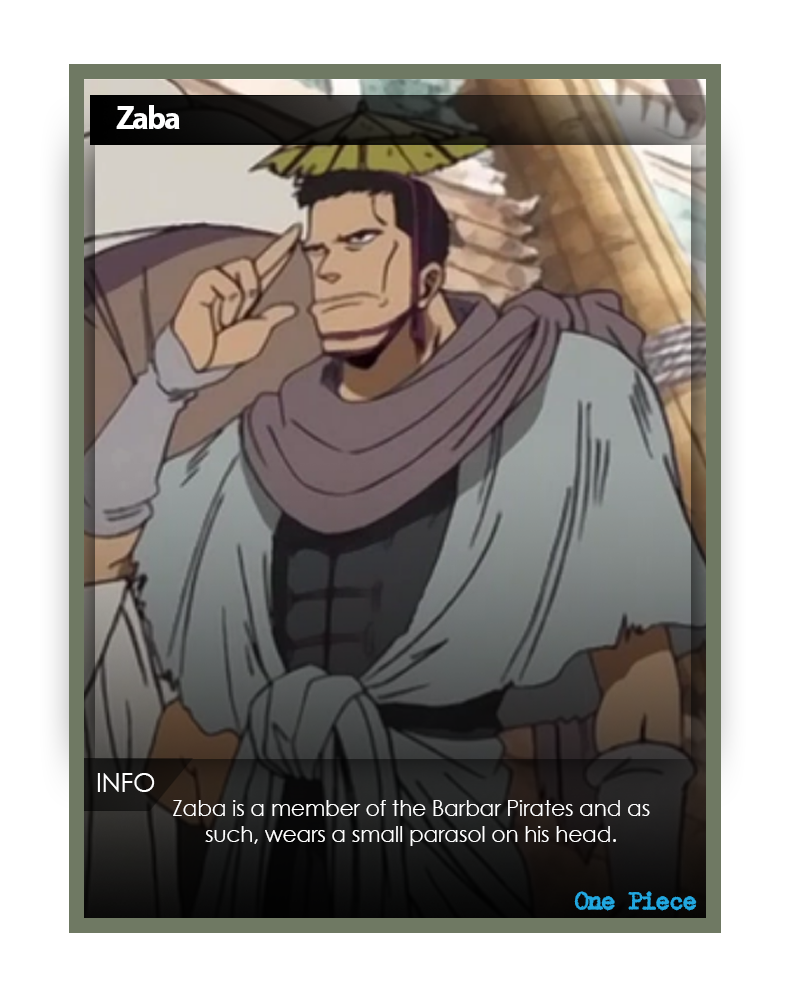 Zaba
INFO
Zaba is a member of the Barbar Pirates and as
such, wears a small parasol on his head.
One Piece